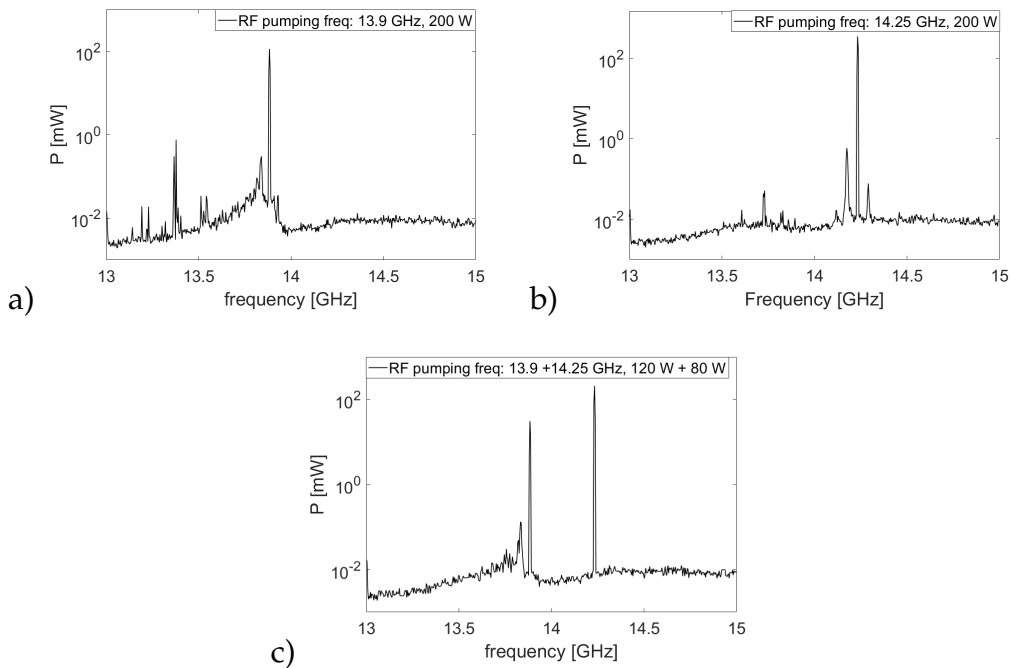 RF pumping freq: 13.9 GHz, 200 W
P [mW]
10^2
10^0
10^-2
13 13.5 14 14.5 15
frequency [GHz]
a)
RF pumping freq: 14.25 GHz, 200 W
P [mW]
10^2
10^0
10^-2
13 13.5 14 14.5 15
Frequency [GHz]
b)
RF pumping freq: 13.9 +14.25 GHz, 120 W + 80 W
P [mW]
10^2
10^0
10^-2
13 13.5 14 14.5 15
frequency [GHz]
c)